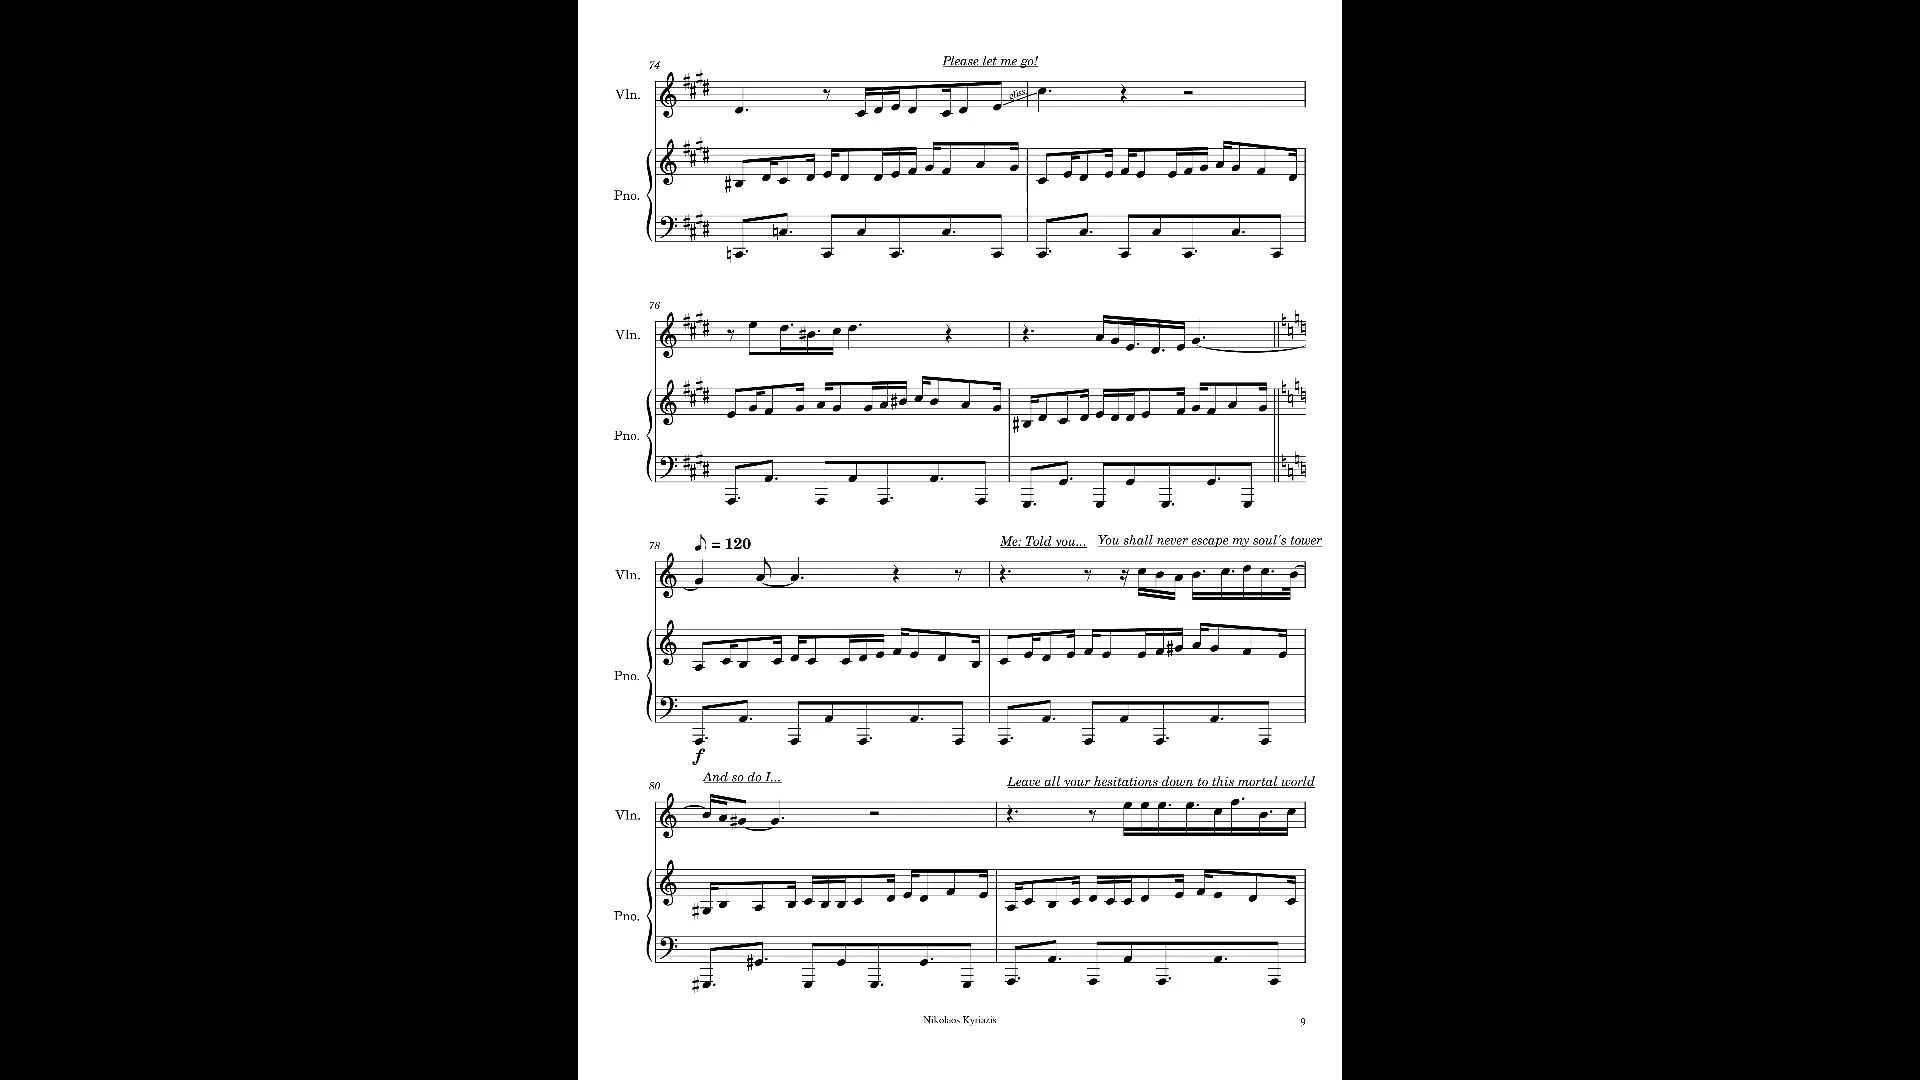 Please let me go!
74
Vln.
gliss.
Pno.
76
Vln.
Pno.
♪ = 120
Me: Told you... You shall never escape my soul's tower
78
Vln.
Pno.
f
And so do I...
Leave all your hesitations down to this mortal world
80
Vln.
Pno.
Nikolaos Kyriazis
9